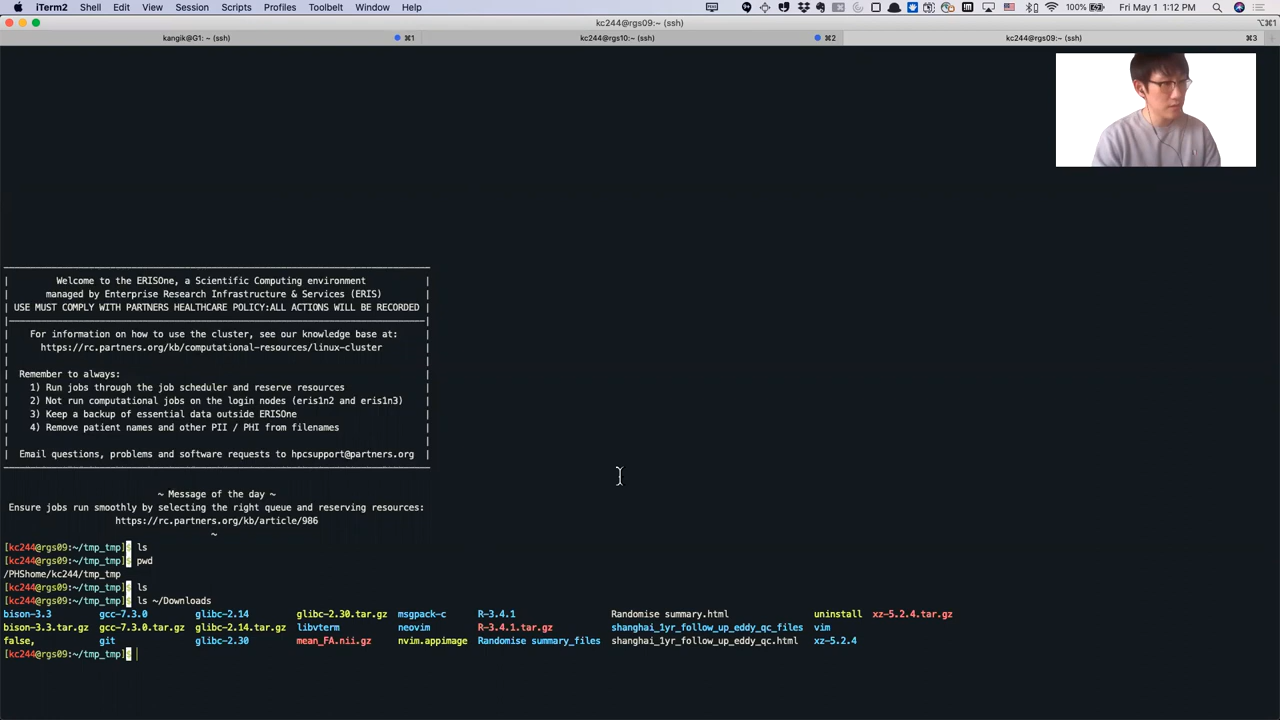 iTerm2 Shell Edit View Session Scripts Profiles Toolbelt Window Help 100% Fri May 1 1:12 PM
kc244@rgs09:~ (ssh) ⌥⌘1
kangik@G1: ~ (ssh) ⌘1 kc244@rgs10:~ (ssh) ⌘2 kc244@rgs09:~ (ssh) ⌘3
Welcome to the ERISOne, a Scientific Computing environment
managed by Enterprise Research Infrastructure & Services (ERIS)
USE MUST COMPLY WITH PARTNERS HEALTHCARE POLICY:ALL ACTIONS WILL BE RECORDED
For information on how to use the cluster, see our knowledge base at:
https://rc.partners.org/kb/computational-resources/linux-cluster
Remember to always:
1) Run jobs through the job scheduler and reserve resources
2) Not run computational jobs on the login nodes (eris1n2 and eris1n3)
3) Keep a backup of essential data outside ERISOne
4) Remove patient names and other PII / PHI from filenames
Email questions, problems and software requests to hpcsupport@partners.org
~ Message of the day ~
Ensure jobs run smoothly by selecting the right queue and reserving resources:
https://rc.partners.org/kb/article/986
~
[kc244@rgs09:~/tmp_tmp]$ ls
[kc244@rgs09:~/tmp_tmp]$ pwd
/PHShome/kc244/tmp_tmp
[kc244@rgs09:~/tmp_tmp]$ ls
[kc244@rgs09:~/tmp_tmp]$ ls ~/Downloads
bison-3.3 gcc-7.3.0 glibc-2.14 glibc-2.30.tar.gz msgpack-c R-3.4.1 Randomise summary.html uninstall xz-5.2.4.tar.gz
bison-3.3.tar.gz gcc-7.3.0.tar.gz glibc-2.14.tar.gz libvterm neovim R-3.4.1.tar.gz shanghai_1yr_follow_up_eddy_qc_files vim
false, git glibc-2.30 mean_FA.nii.gz nvim.appimage Randomise summary_files shanghai_1yr_follow_up_eddy_qc.html xz-5.2.4
[kc244@rgs09:~/tmp_tmp]$